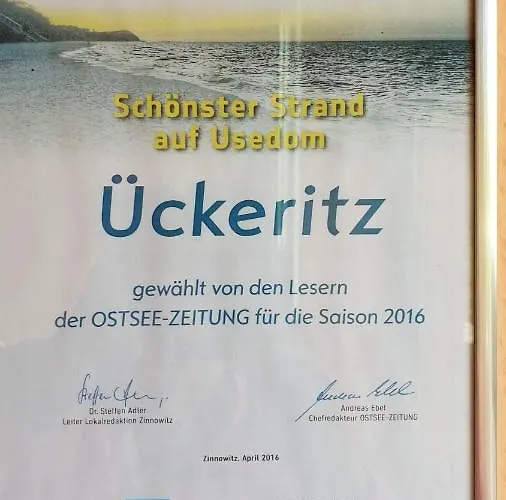 Schönster Strand
auf Usedom
Ückeritz
gewählt von den Lesern
der OSTSEE-ZEITUNG für die Saison 2016
Dr. Steffen Adler
Leiter Lokalredaktion Zinnowitz
Andreas Ebel
Chefredakteur OSTSEE-ZEITUNG
Zinnowitz, April 2016